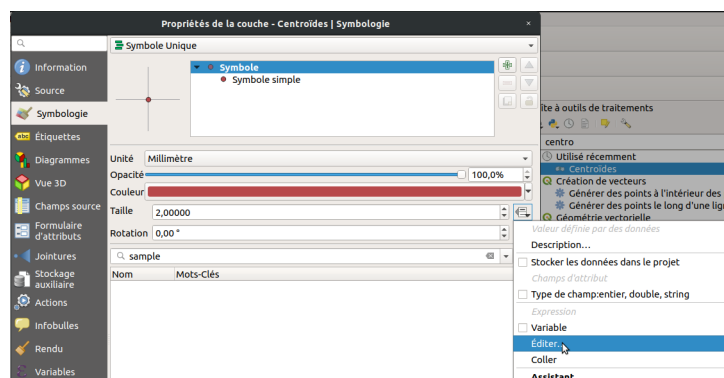 Propriétés de la couche - Centroïdes | Symbologie
Symbole Unique
Information
Source
Symbologie
Étiquettes
Diagrammes
Vue 3D
Champs source
Formulaire
d'attributs
Jointures
Stockage
auxiliaire
Actions
Infobulles
Rendu
Variables
Symbole
Symbole simple
Unité Millimètre
Opacité 100,0%
Couleur
Taille 2,00000
Rotation 0,00 °
sample
Nom Mots-Clés
îte à outils de traitements
centro
Utilisé récemment
Centroïdes
Création de vecteurs
Générer des points à l'intérieur des
Générer des points le long d'une lign
Géométrie vectorielle
Valeur définie par des données
Description...
Stocker les données dans le projet
Champs d'attribut
Type de champ:entier, double, string
Expression
Variable
Éditer...
Coller
Assistant